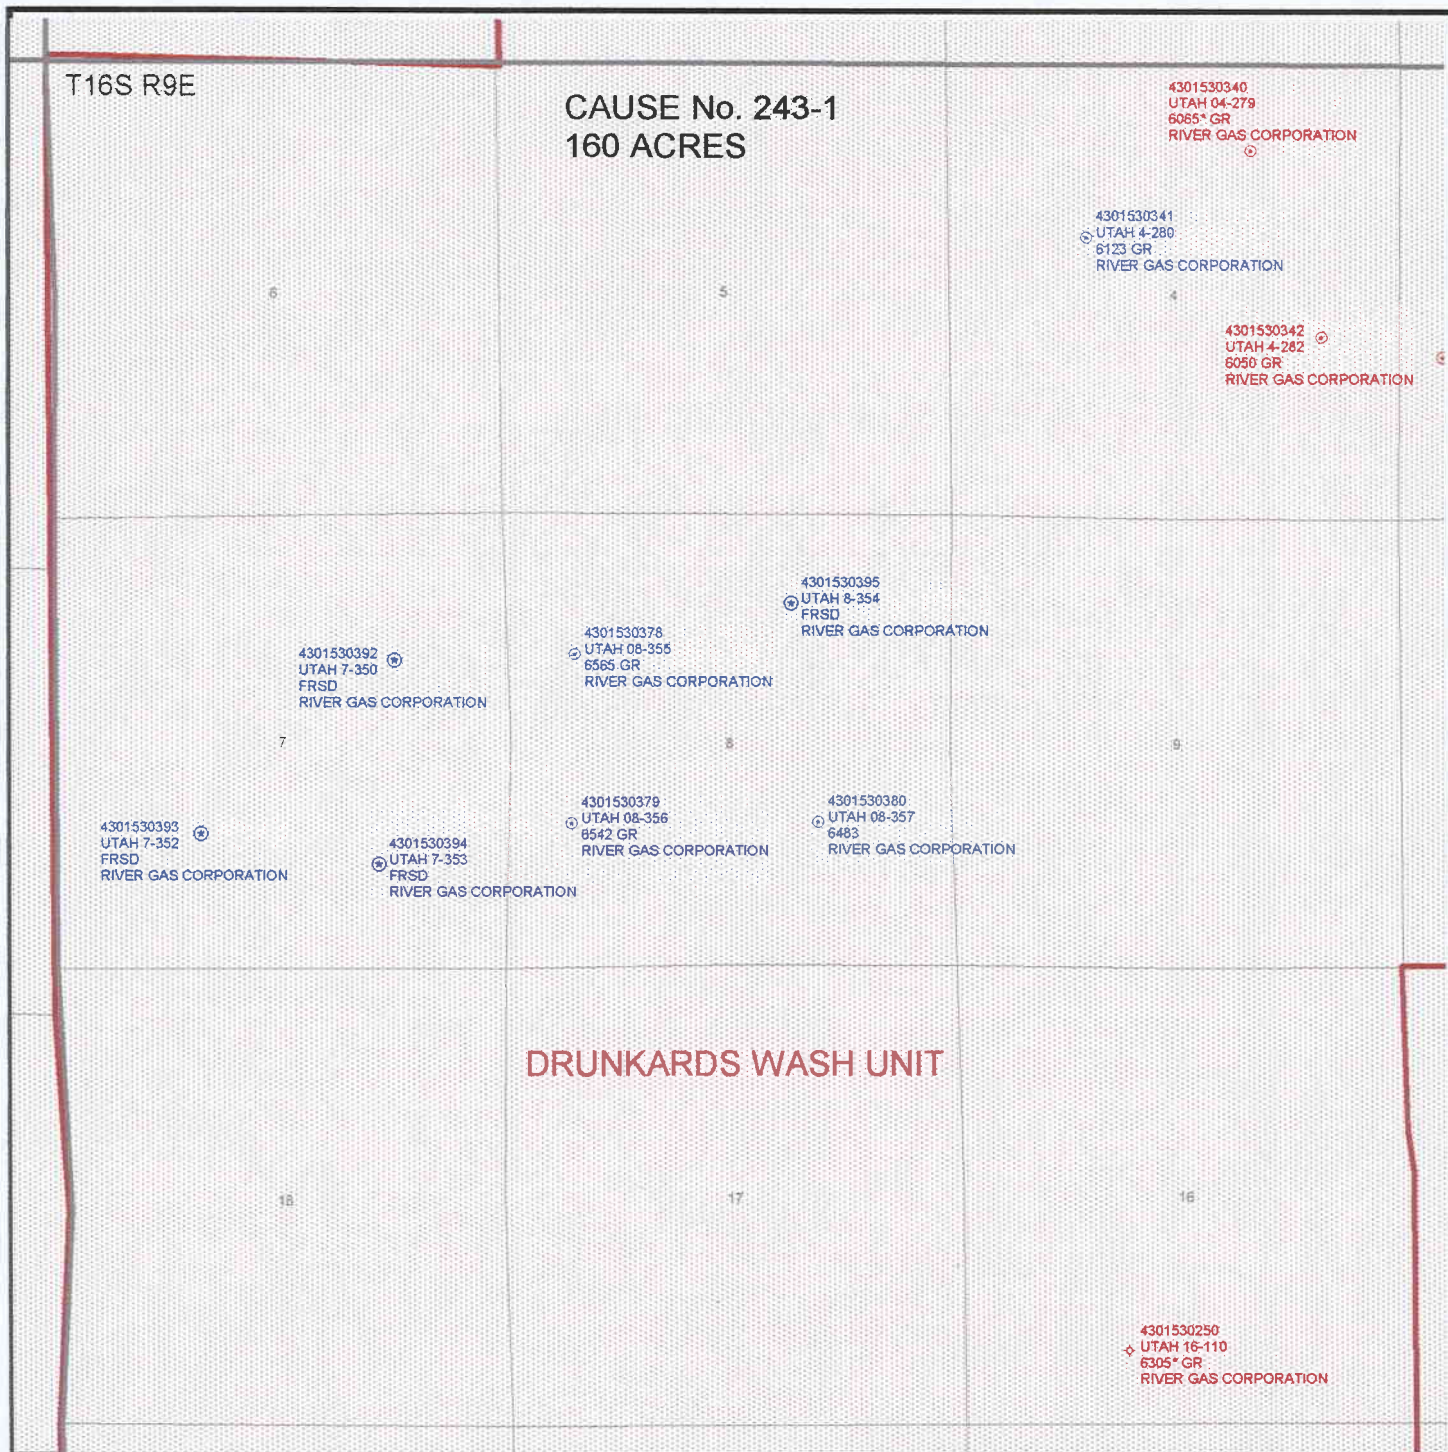 T16S R9E
CAUSE No. 243-1
160 ACRES
4301530340
UTAH 04-279
6065* GR
RIVER GAS CORPORATION
4301530341
UTAH 4-280
6123 GR
RIVER GAS CORPORATION
6
5
4
4301530342
UTAH 4-282
6050 GR
RIVER GAS CORPORATION
4301530395
UTAH 8-354
FRSD
RIVER GAS CORPORATION
4301530378
UTAH 08-355
6565 GR
RIVER GAS CORPORATION
4301530392
UTAH 7-350
FRSD
RIVER GAS CORPORATION
7
8
9
4301530379
UTAH 08-356
6542 GR
RIVER GAS CORPORATION
4301530380
UTAH 08-357
6483
RIVER GAS CORPORATION
4301530393
UTAH 7-352
FRSD
RIVER GAS CORPORATION
4301530394
UTAH 7-353
FRSD
RIVER GAS CORPORATION
DRUNKARDS WASH UNIT
18
17
16
4301530250
UTAH 16-110
6305* GR
RIVER GAS CORPORATION